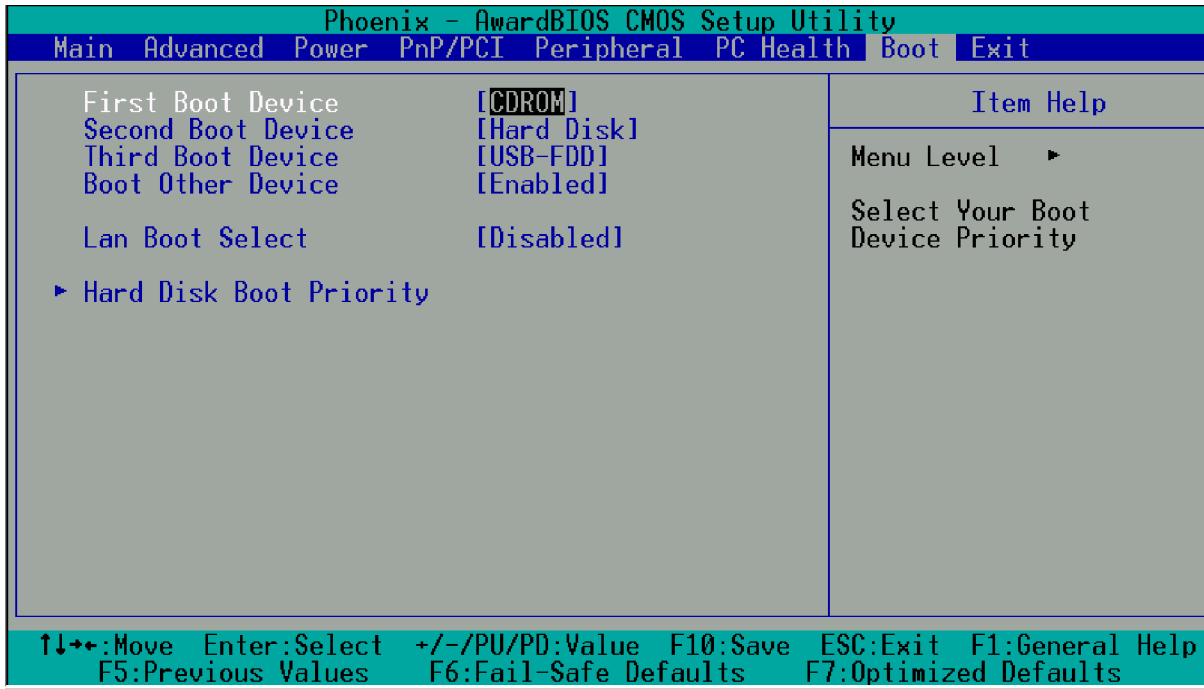 Phoenix - AwardBIOS CMOS Setup Utility
Main Advanced Power PnP/PCI Peripheral PC Health Boot Exit
First Boot Device [CDROM]
Second Boot Device [Hard Disk]
Third Boot Device [USB-FDD]
Boot Other Device [Enabled]
Lan Boot Select [Disabled]
► Hard Disk Boot Priority
Item Help
Menu Level ►
Select Your Boot
Device Priority
↑↓→←:Move Enter:Select +/-/PU/PD:Value F10:Save ESC:Exit F1:General Help
F5:Previous Values F6:Fail-Safe Defaults F7:Optimized Defaults